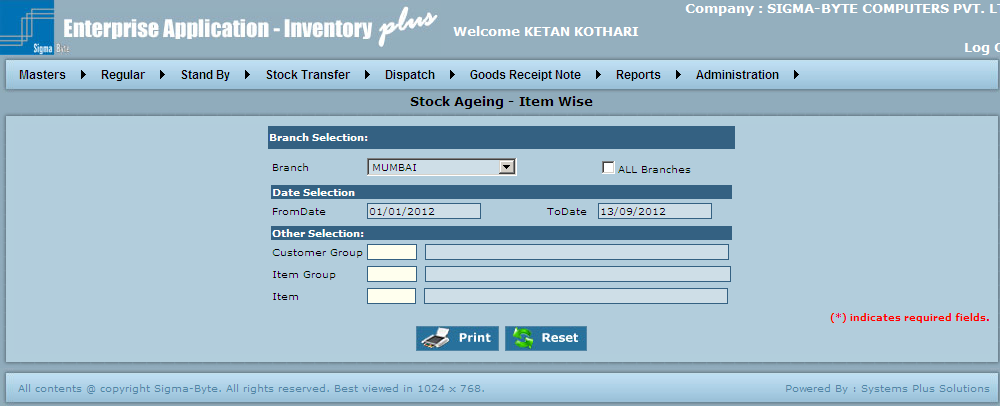 Company : SIGMA-BYTE COMPUTERS PVT.
Enterprise Application - Inventory plus
Welcome KETAN KOTHARI
Sigma Byte
Log
Masters Regular Stand By Stock Transfer Dispatch Goods Receipt Note Reports Administration
Stock Ageing - Item Wise
Branch Selection:
Branch MUMBAI ALL Branches
Date Selection
FromDate 01/01/2012 ToDate 13/09/2012
Other Selection:
Customer Group
Item Group
Item
(*) indicates required fields.
Print Reset
All contents @ copyright Sigma-Byte. All rights reserved. Best viewed in 1024 x 768. Powered By : Systems Plus Solutions